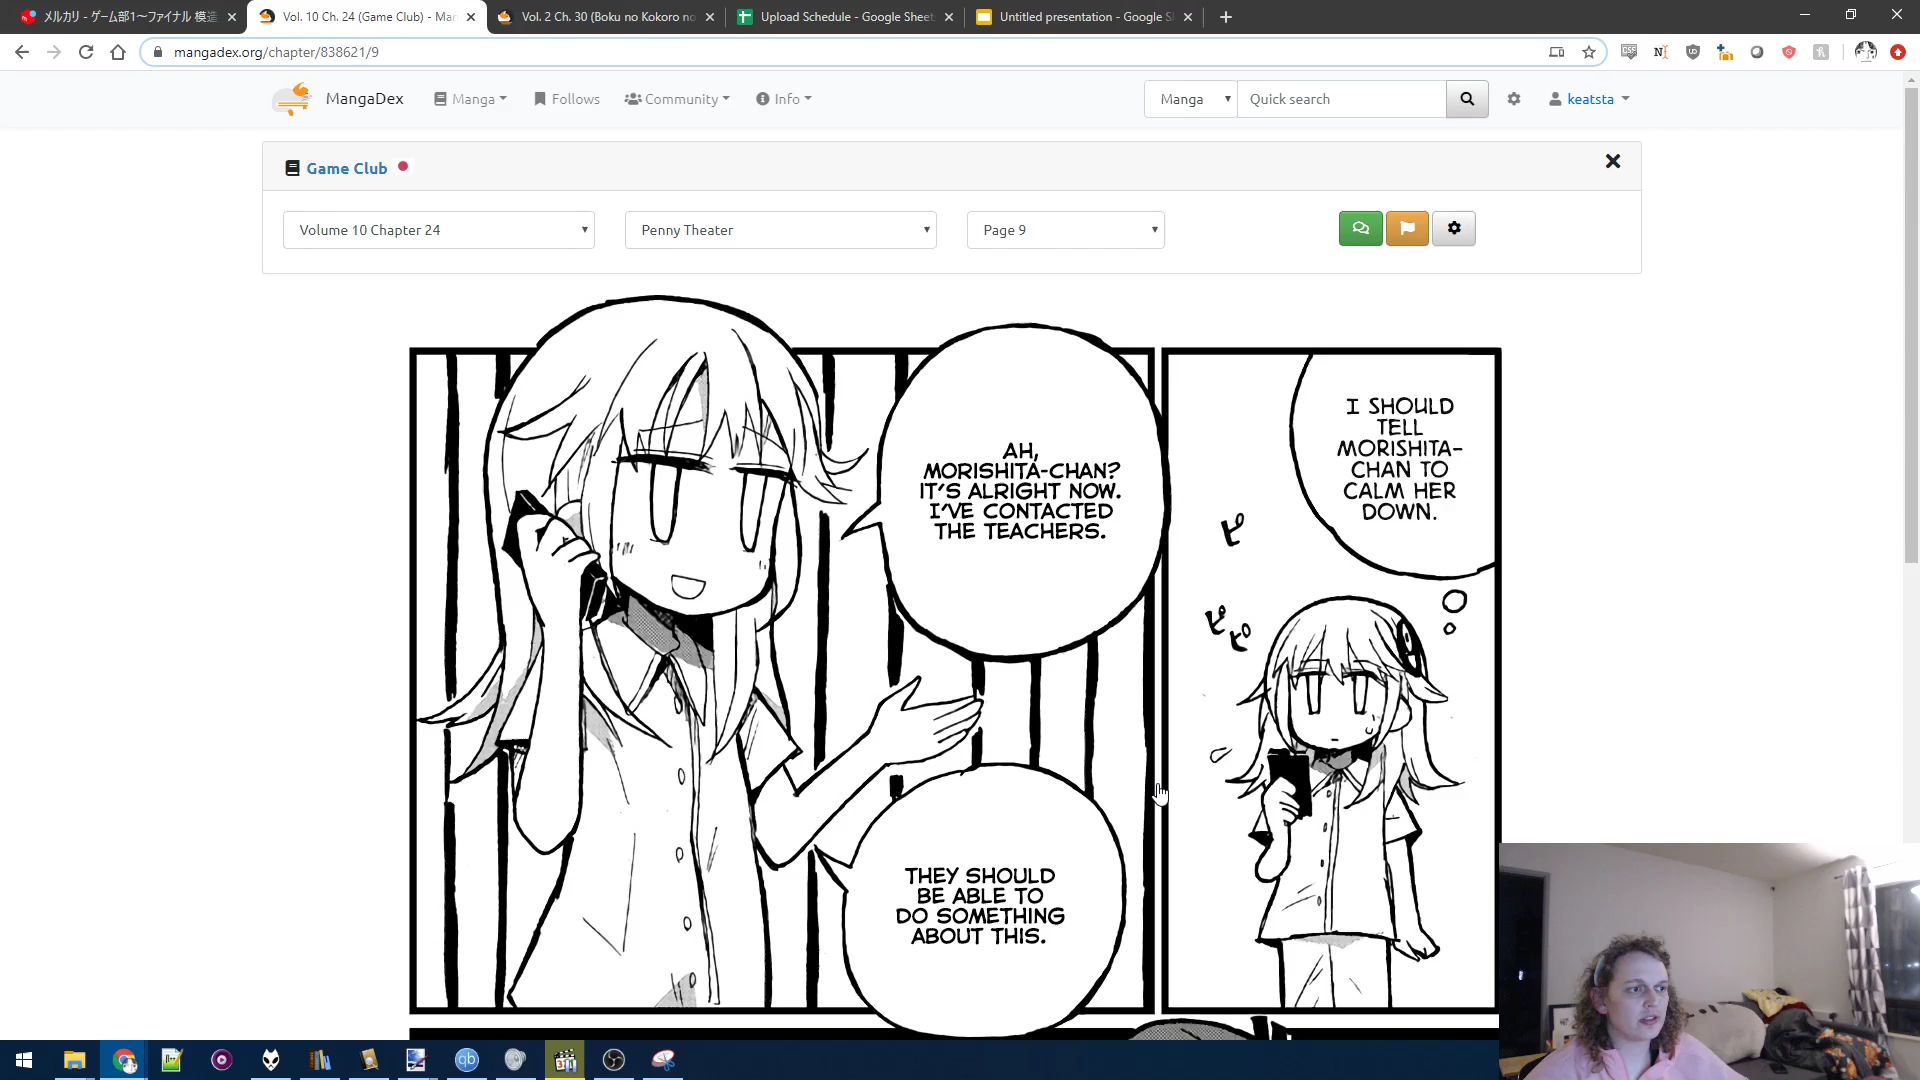 メルカリ - ゲーム部1〜ファイナル 模造
Vol. 10 Ch. 24 (Game Club) - Man
Vol. 2 Ch. 30 (Boku no Kokoro no
Upload Schedule - Google Sheet
Untitled presentation - Google Sl
mangadex.org/chapter/838621/9
MangaDex
Manga
Follows
Community
Info
Manga
Quick search
keatsta
Game Club
Volume 10 Chapter 24
Penny Theater
Page 9
I SHOULD
TELL
MORISHITA-
CHAN TO
CALM HER
DOWN.
ピ
ピ
ピ
AH,
MORISHITA-CHAN?
IT'S ALRIGHT NOW.
I'VE CONTACTED
THE TEACHERS.
THEY SHOULD
BE ABLE TO
DO SOMETHING
ABOUT THIS.